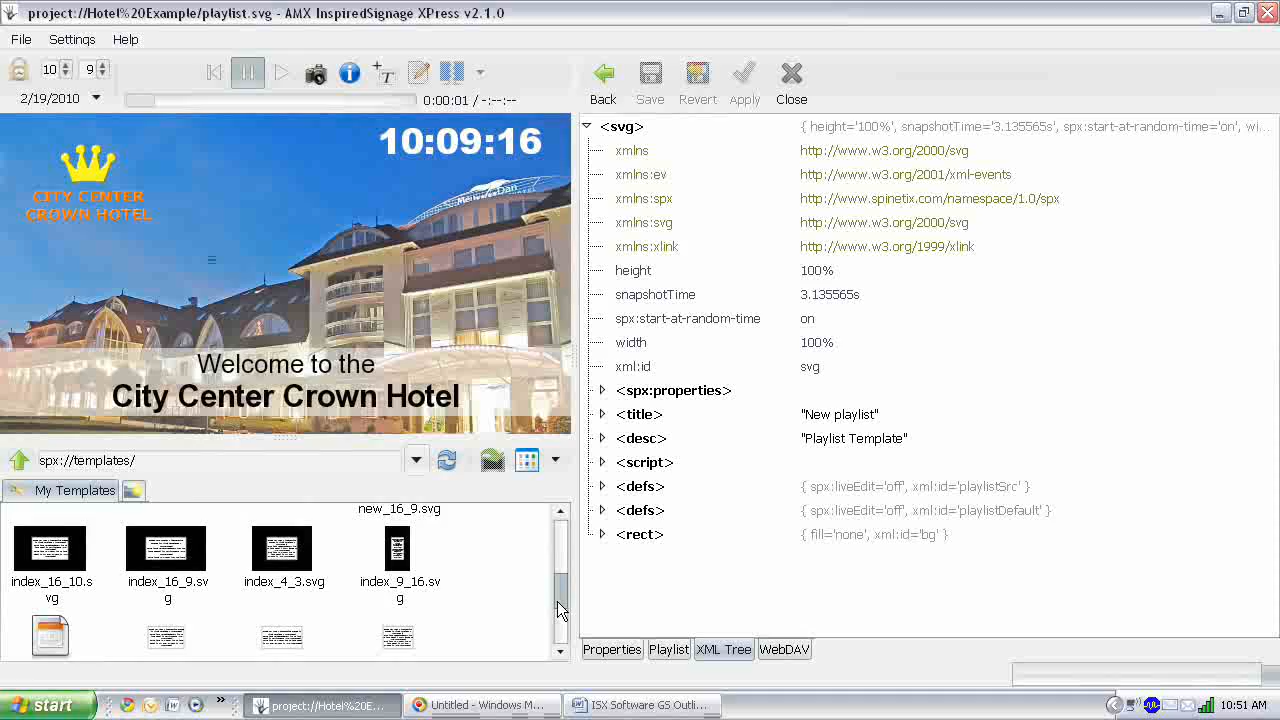 project://Hotel%20Example/playlist.svg - AMX InspiredSignage XPress v2.1.0
File Settings Help
10 9
2/19/2010
0:00:01 / -:--:--
Back Save Revert Apply Close
10:09:16
CITY CENTER
CROWN HOTEL
Welcome to the
City Center Crown Hotel
spx://templates/
My Templates
new_16_9.svg
index_16_10.s
vg
index_16_9.sv
g
index_4_3.svg
index_9_16.sv
g
<svg> { height='100%', snapshotTime='3.135565s', spx:start-at-random-time='on', wi...
xmlns http://www.w3.org/2000/svg
xmlns:ev http://www.w3.org/2001/xml-events
xmlns:spx http://www.spinetix.com/namespace/1.0/spx
xmlns:svg http://www.w3.org/2000/svg
xmlns:xlink http://www.w3.org/1999/xlink
height 100%
snapshotTime 3.135565s
spx:start-at-random-time on
width 100%
xml:id svg
<spx:properties>
<title> "New playlist"
<desc> "Playlist Template"
<script>
<defs> { spx:liveEdit='off', xml:id='playlistSrc' }
<defs> { spx:liveEdit='off', xml:id='playlistDefault' }
<rect> { fill='none', xml:id='bg' }
Properties Playlist XML Tree WebDAV
start
project://Hotel%20E...
Untitled - Windows M...
ISX Software GS Outli...
10:51 AM